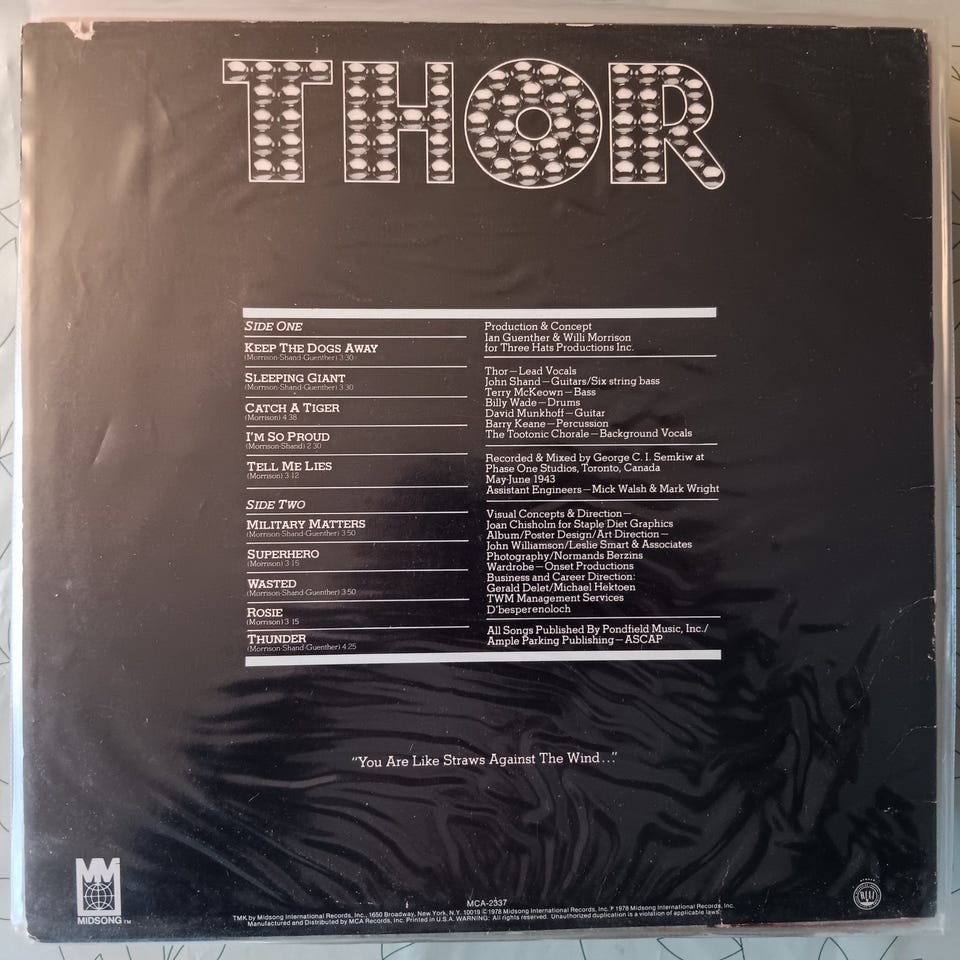 THOR
SIDE ONE
KEEP THE DOGS AWAY
(Morrison-Shand-Guenther) 3:30
SLEEPING GIANT
(Morrison-Shand-Guenther) 3:30
CATCH A TIGER
(Morrison) 4:38
I'M SO PROUD
(Morrison-Shand) 2:30
TELL ME LIES
(Morrison) 3:12
SIDE TWO
MILITARY MATTERS
(Morrison-Shand-Guenther) 3:50
SUPERHERO
(Morrison) 3:15
WASTED
(Morrison-Shand-Guenther) 3:50
ROSIE
(Morrison) 3:15
THUNDER
(Morrison-Shand-Guenther) 4:25
Production & Concept
Ian Guenther & Willi Morrison
for Three Hats Productions Inc.
Thor—Lead Vocals
John Shand—Guitars/Six string bass
Terry McKeown—Bass
Billy Wade—Drums
David Munkhoff—Guitar
Barry Keane—Percussion
The Tootonic Chorale—Background Vocals
Recorded & Mixed by George C. I. Semkiw at
Phase One Studios, Toronto, Canada
May-June 1943
Assistant Engineers—Mick Walsh & Mark Wright
Visual Concepts & Direction—
Joan Chisholm for Staple Diet Graphics
Album/Poster Design/Art Direction—
John Williamson/Leslie Smart & Associates
Photography/Normands Berzins
Wardrobe—Onset Productions
Business and Career Direction:
Gerald Delet/Michael Hektoen
TWM Management Services
D'besperenoloch
All Songs Published By Pondfield Music, Inc./
Ample Parking Publishing—ASCAP
"You Are Like Straws Against The Wind..."
MIDSONG TM
MCA-2337
TMK by Midsong International Records, Inc., 1650 Broadway, New York, N.Y. 10019 ©1978 Midsong International Records, Inc. ℗ 1978 Midsong International Records, Inc.
Manufactured and Distributed by MCA Records, Inc. Printed in U.S.A. WARNING: All rights reserved. Unauthorized duplication is a violation of applicable laws.